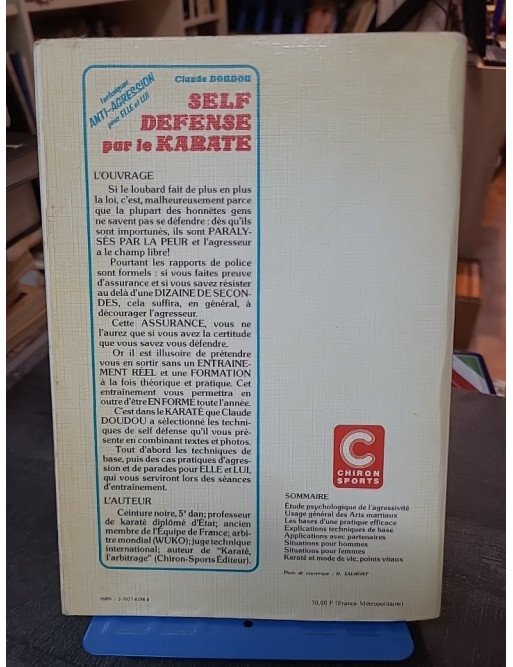 techniques
ANTI-AGRESSION
pour ELLE et LUI
Claude DOUDOU
SELF
DEFENSE
par le KARATE
L'OUVRAGE
Si le loubard fait de plus en plus
la loi, c'est, malheureusement parce
que la plupart des honnêtes gens
ne savent pas se défendre : dès qu'ils
sont importunés, ils sont PARALY-
SÉS PAR LA PEUR et l'agresseur
a le champ libre!
Pourtant les rapports de police
sont formels : si vous faites preuve
d'assurance et si vous savez résister
au delà d'une DIZAINE DE SECON-
DES, cela suffira, en général, à
décourager l'agresseur.
Cette ASSURANCE, vous ne
l'aurez que si vous avez la certitude
que vous savez vous défendre.
Or il est illusoire de prétendre
vous en sortir sans un ENTRAINE-
MENT RÉEL et une FORMATION
à la fois théorique et pratique. Cet
entraînement vous permettra en
outre d'être EN FORME toute l'année.
C'est dans le KARATÉ que Claude
DOUDOU a sélectionné les techni-
ques de self défense qu'il vous pré-
sente en combinant textes et photos.
Tout d'abord les techniques de
base, puis des cas pratiques d'agres-
sion et de parades pour ELLE et LUI,
qui vous serviront lors des séances
d'entraînement.
L'AUTEUR
Ceinture noire, 5e dan; professeur
de karaté diplômé d'État; ancien
membre de l'Équipe de France; arbi-
tre mondial (WUKO); juge technique
international; auteur de "Karaté,
l'arbitrage" (Chiron-Sports Éditeur).
C
CHIRON
SPORTS
SOMMAIRE
Étude psychologique de l'agressivité
Usage général des Arts martiaux
Les bases d'une pratique efficace
Explications techniques de base
Applications avec partenaires
Situations pour hommes
Situations pour femmes
Karaté et mode de vie, points vitaux
Photo de couverture : N. SALMONT
ISBN - 2-7027-0198-8
70,00 F (France Métropolitaine)